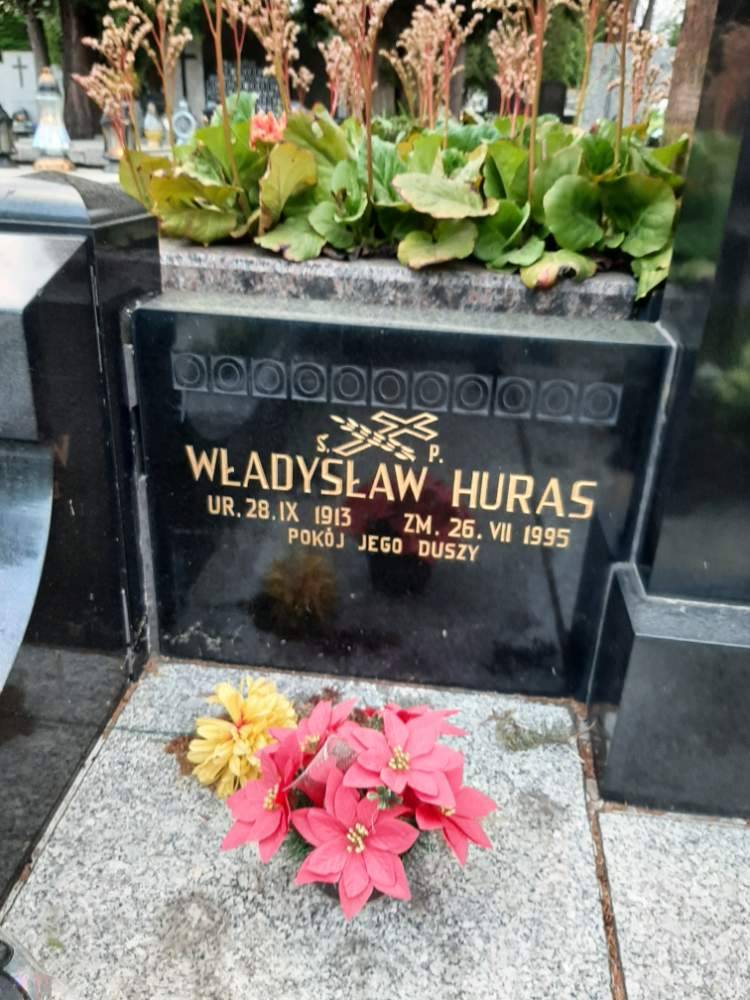 Ś. P.
WŁADYSŁAW HURAS
UR. 28. IX 1913 ZM. 26. VII 1995
POKÓJ JEGO DUSZY